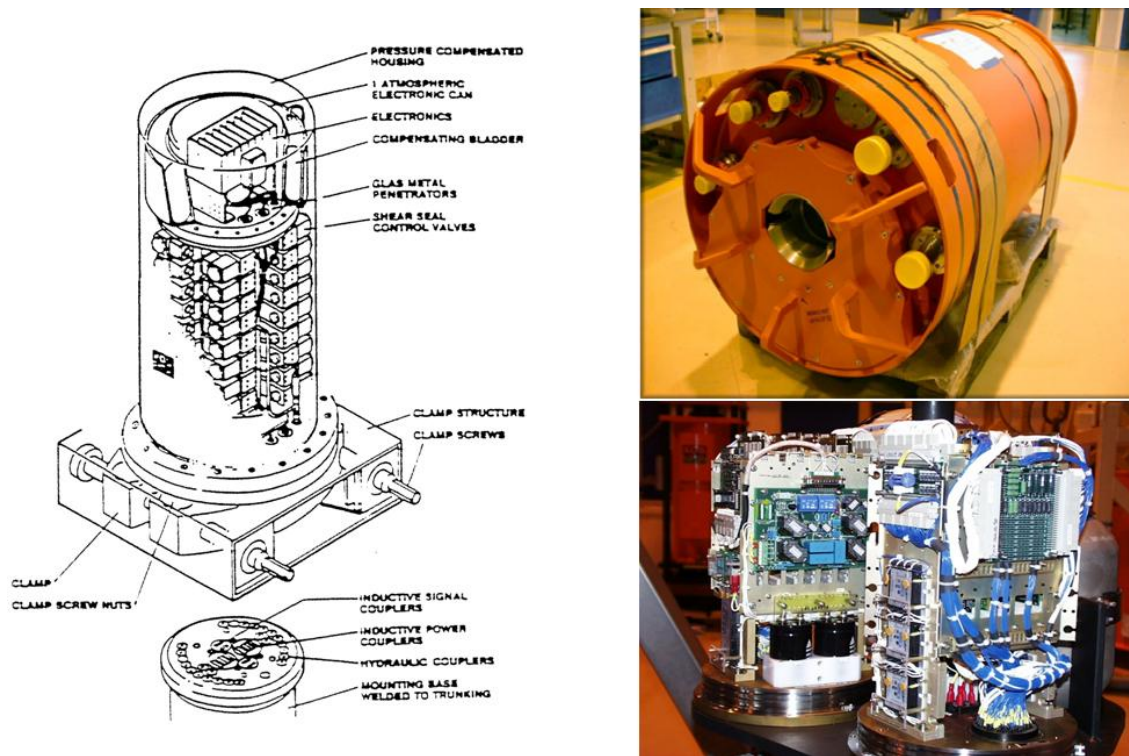 PRESSURE COMPENSATED
HOUSING
1 ATMOSPHERIC
ELECTRONIC CAN
ELECTRONICS
COMPENSATING BLADDER
GLAS METAL
PENETRATORS
SHEAR SEAL
CONTROL VALVES
CLAMP STRUCTURE
CLAMP SCREWS
CLAMP
CLAMP SCREW NUTS
INDUCTIVE SIGNAL
COUPLERS
INDUCTIVE POWER
COUPLERS
HYDRAULIC COUPLERS
MOUNTING BASE
WELDED TO TRUNKING